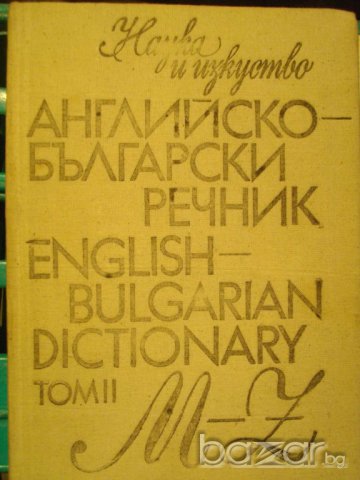 Наука
и изкуство
АНГЛИЙСКО–
БЪЛГАРСКИ
РЕЧНИК
ENGLISH–
BULGARIAN
DICTIONARY
ТОМ II
M–Z
bazar.bg